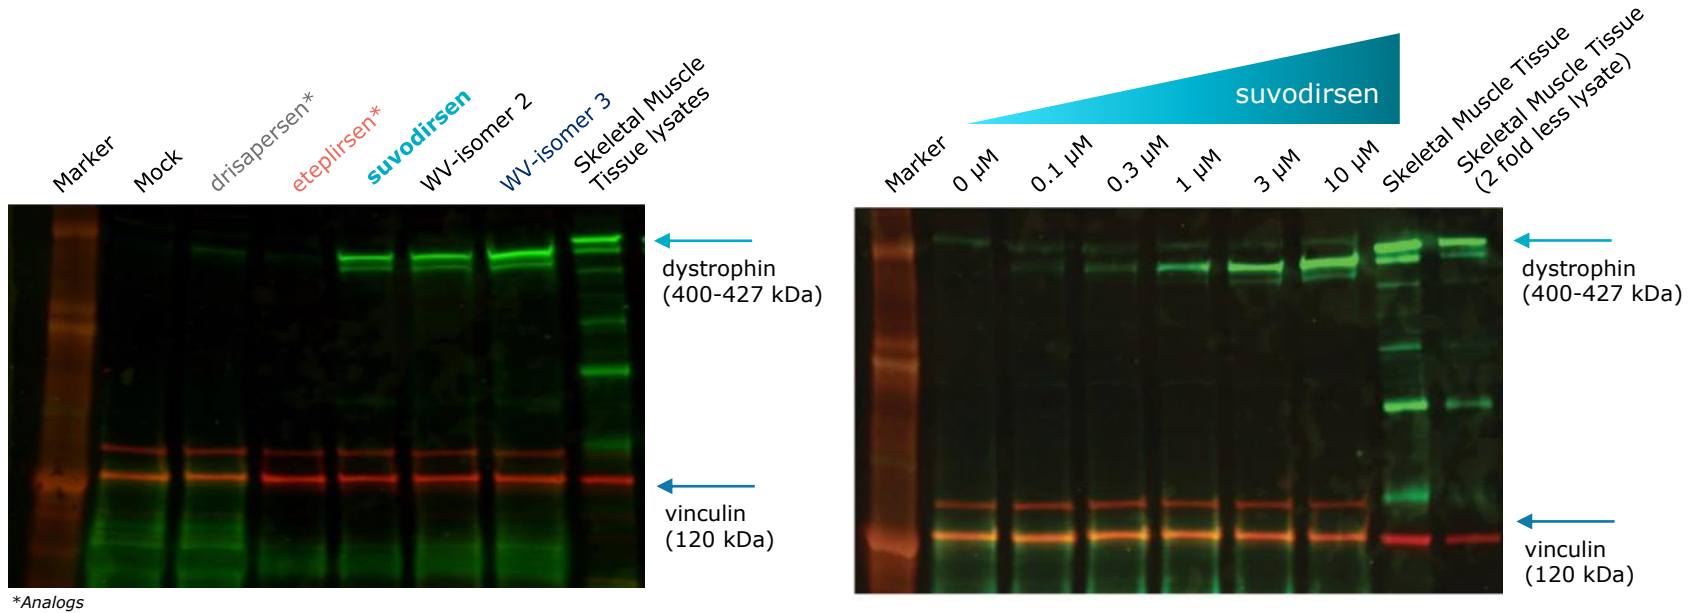 Marker
Mock
drisapersen*
eteplirsen*
suvodirsen
WV-isomer 2
WV-isomer 3
Skeletal Muscle
Tissue lysates
dystrophin
(400-427 kDa)
vinculin
(120 kDa)
*Analogs
suvodirsen
Marker
0 µM
0.1 µM
0.3 µM
1 µM
3 µM
10 µM
Skeletal Muscle Tissue
Skeletal Muscle Tissue
(2 fold less lysate)
dystrophin
(400-427 kDa)
vinculin
(120 kDa)